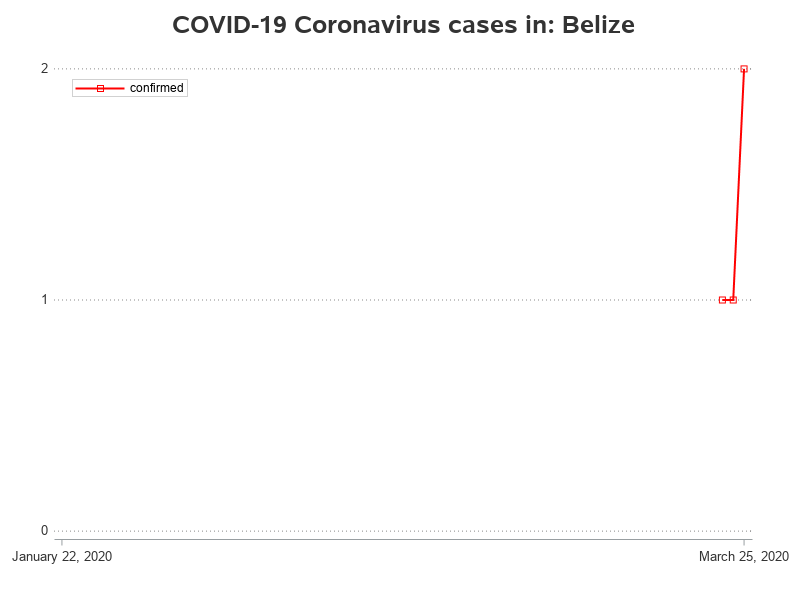 COVID-19 Coronavirus cases in: Belize
2
confirmed
1
0
January 22, 2020
March 25, 2020